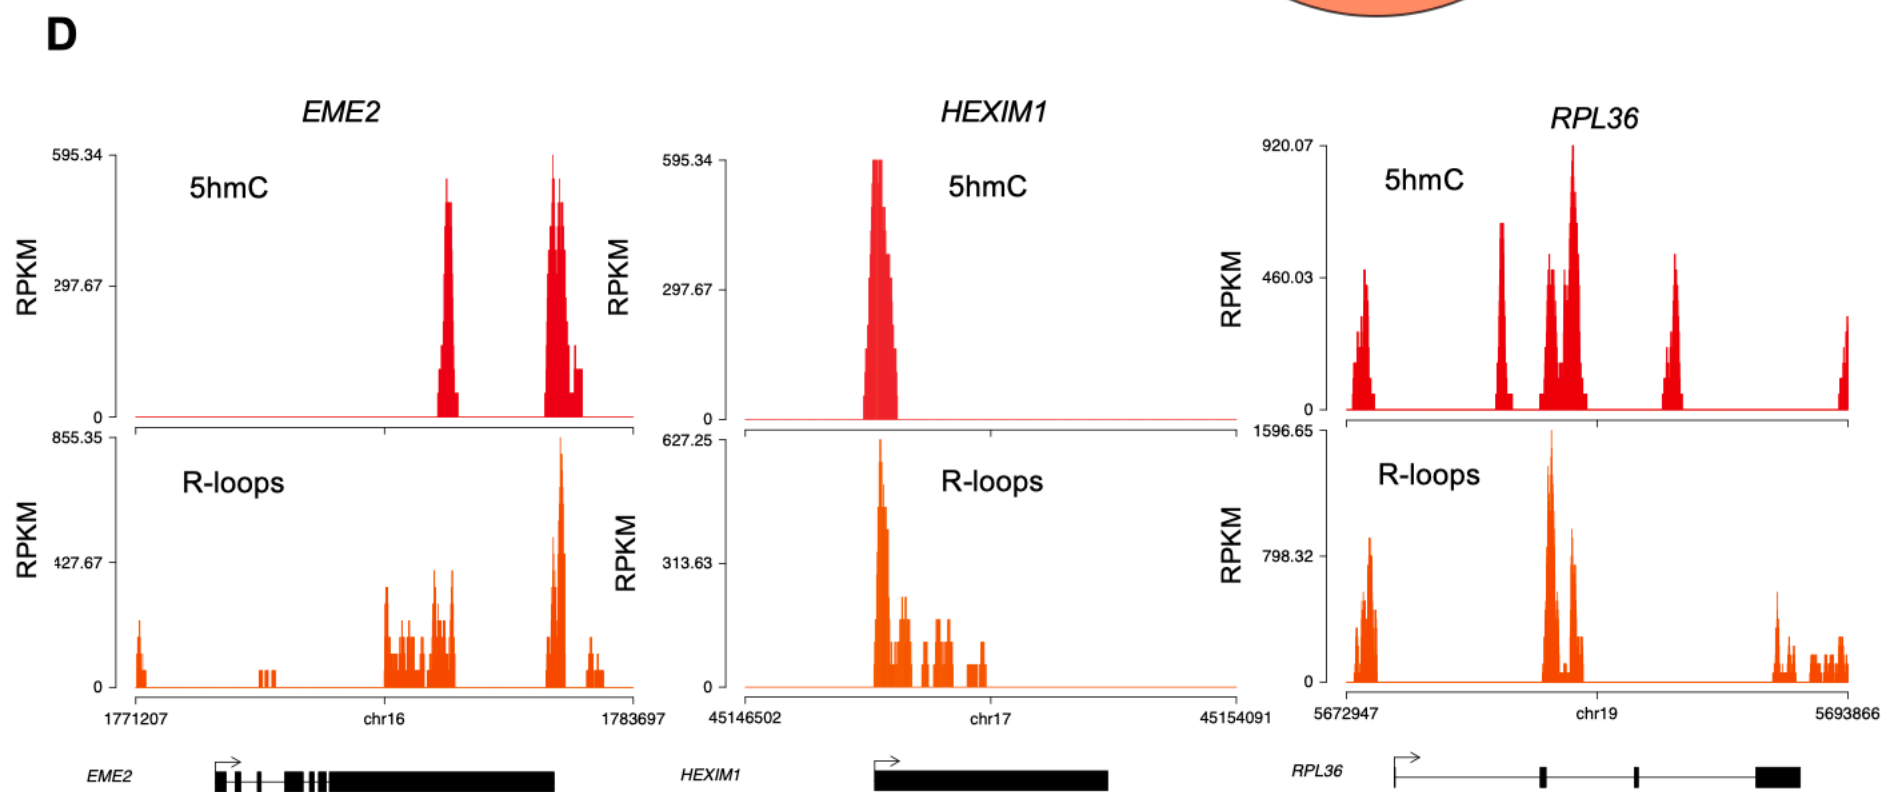 D
EME2
HEXIM1
RPL36
595.34
5hmC
RPKM
297.67
0
595.34
5hmC
RPKM
297.67
0
920.07
5hmC
RPKM
460.03
0
855.35
R-loops
RPKM
427.67
0
1771207
chr16
1783697
627.25
R-loops
RPKM
313.63
0
45146502
chr17
45154091
1596.65
R-loops
RPKM
798.32
0
5672947
chr19
5693866
EME2
HEXIM1
RPL36